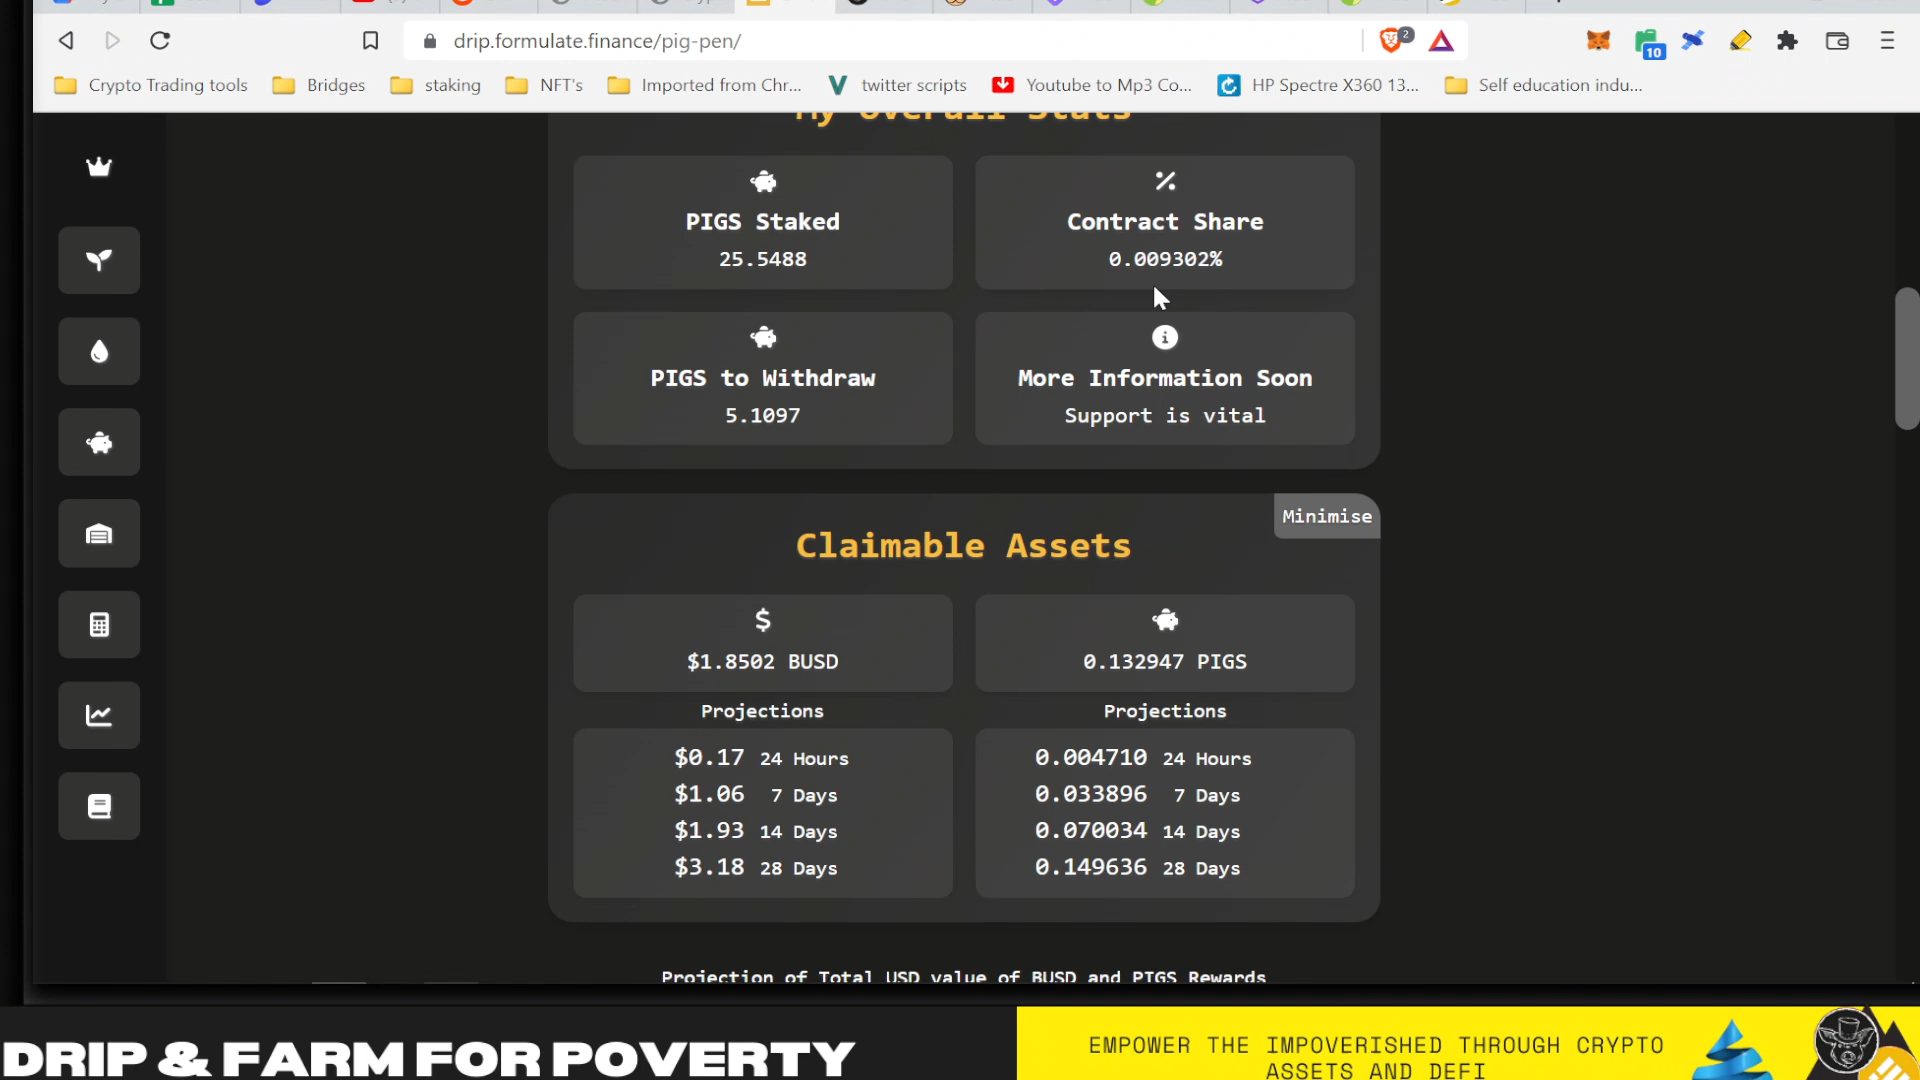 drip.formulate.finance/pig-pen/
2
10
Crypto Trading tools
Bridges
staking
NFT's
Imported from Chr...
twitter scripts
Youtube to Mp3 Co...
HP Spectre X360 13...
Self education indu...
My Overall Stats
PIGS Staked
25.5488
Contract Share
0.009302%
PIGS to Withdraw
5.1097
More Information Soon
Support is vital
Minimise
Claimable Assets
$1.8502 BUSD
0.132947 PIGS
Projections
Projections
$0.17 24 Hours
$1.06 7 Days
$1.93 14 Days
$3.18 28 Days
0.004710 24 Hours
0.033896 7 Days
0.070034 14 Days
0.149636 28 Days
Projection of Total USD value of BUSD and PIGS Rewards
DRIP & FARM FOR POVERTY
EMPOWER THE IMPOVERISHED THROUGH CRYPTO
ASSETS AND DEFI